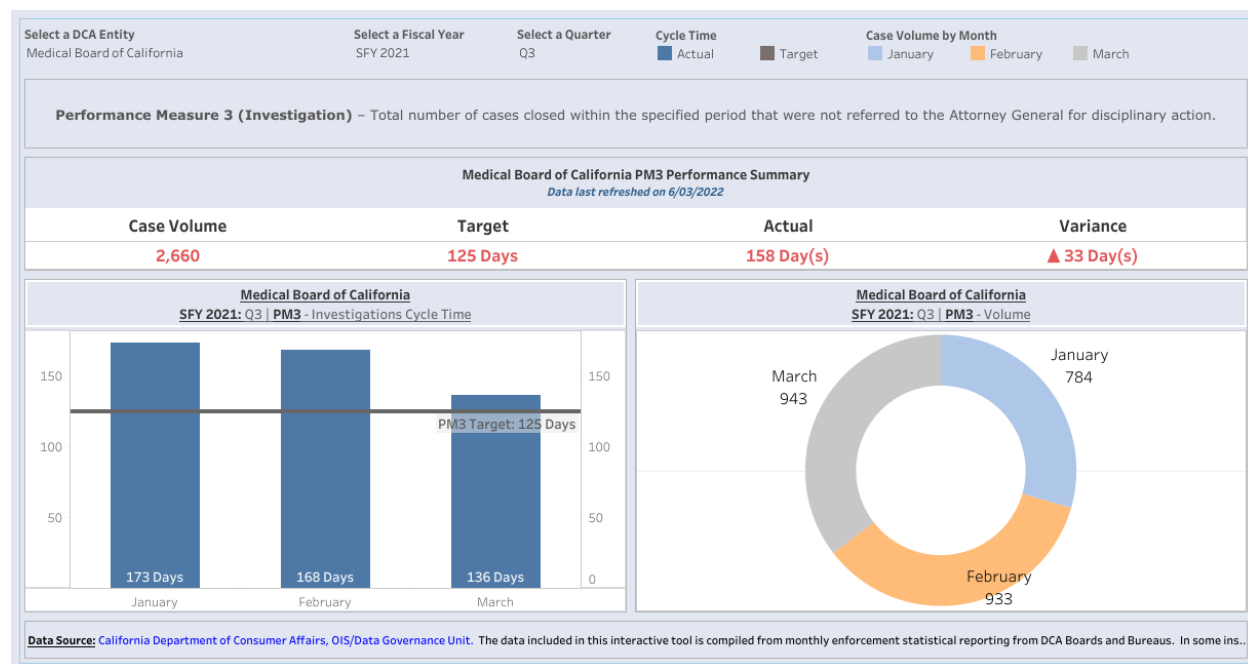 Select a DCA Entity
Medical Board of California
Select a Fiscal Year
SFY 2021
Select a Quarter
Q3
Cycle Time
Actual
Target
Case Volume by Month
January
February
March
Performance Measure 3 (Investigation) – Total number of cases closed within the specified period that were not referred to the Attorney General for disciplinary action.
Medical Board of California PM3 Performance Summary
Data last refreshed on 6/03/2022
Case Volume Target Actual Variance
2,660 125 Days 158 Day(s) ▲ 33 Day(s)
Medical Board of California
SFY 2021: Q3 | PM3 - Investigations Cycle Time
150
100
50
PM3 Target: 125 Days
173 Days
168 Days
136 Days
150
100
50
0
January
February
March
Medical Board of California
SFY 2021: Q3 | PM3 - Volume
January
784
March
943
February
933
Data Source: California Department of Consumer Affairs, OIS/Data Governance Unit. The data included in this interactive tool is compiled from monthly enforcement statistical reporting from DCA Boards and Bureaus. In some ins..